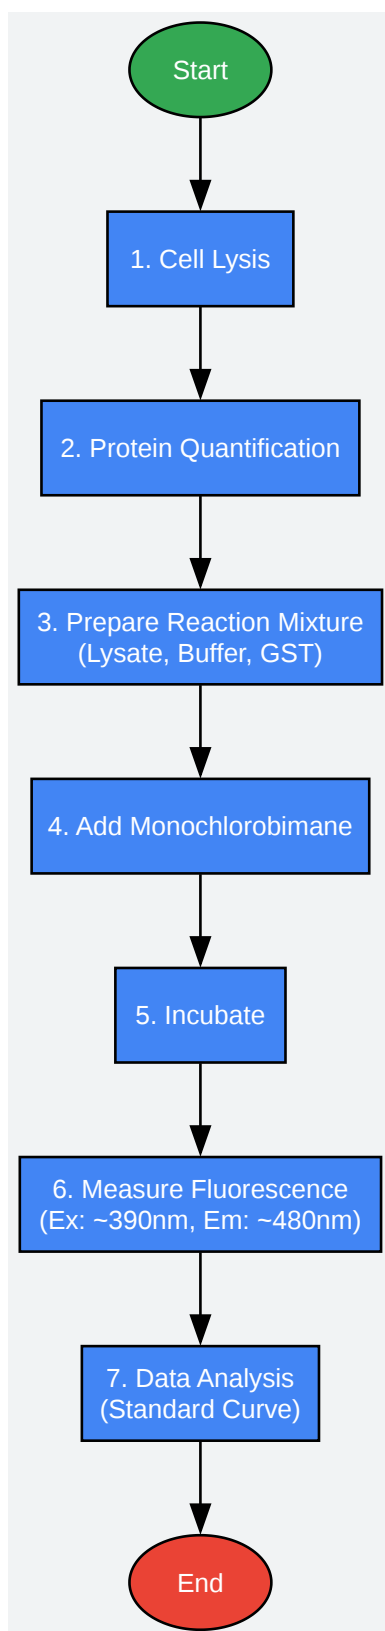 Start
1. Cell Lysis
2. Protein Quantification
3. Prepare Reaction Mixture
(Lysate, Buffer, GST)
4. Add Monochlorobimane
5. Incubate
6. Measure Fluorescence
(Ex: ~390nm, Em: ~480nm)
7. Data Analysis
(Standard Curve)
End